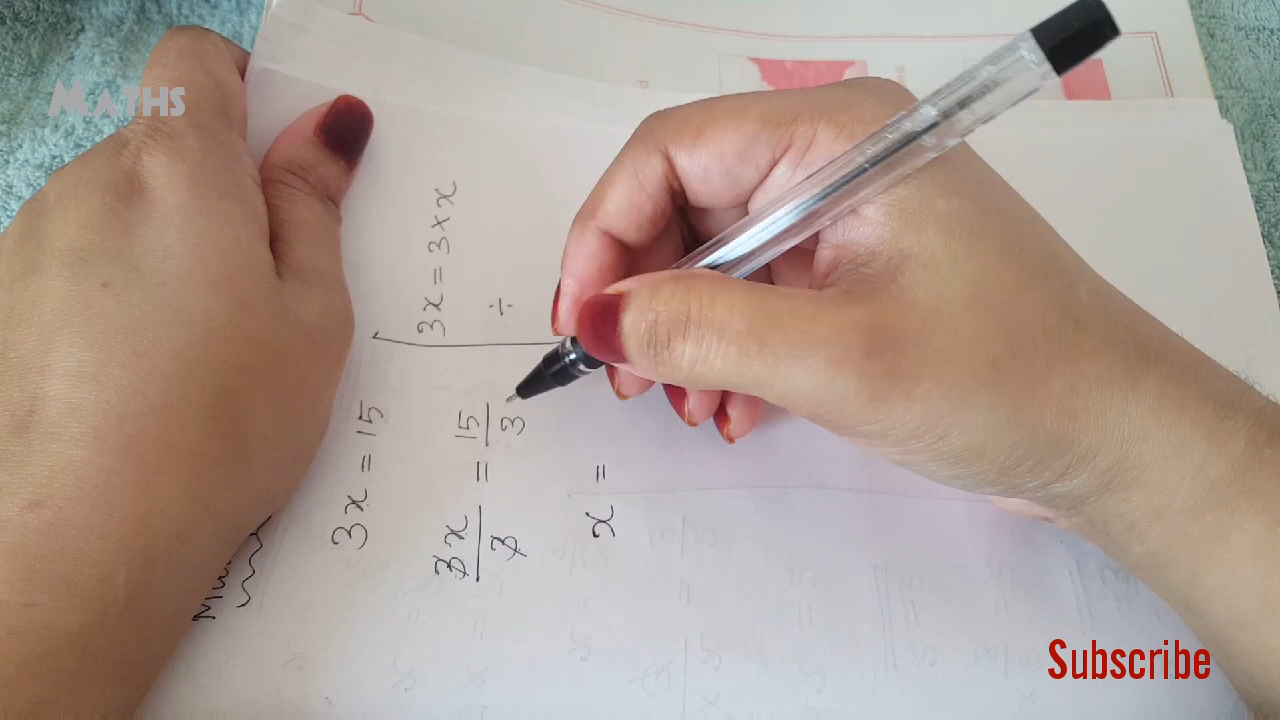 MATHS
3x = 15
3x = 3 x x
÷
3x/3 = 15/3
x =
Subscribe